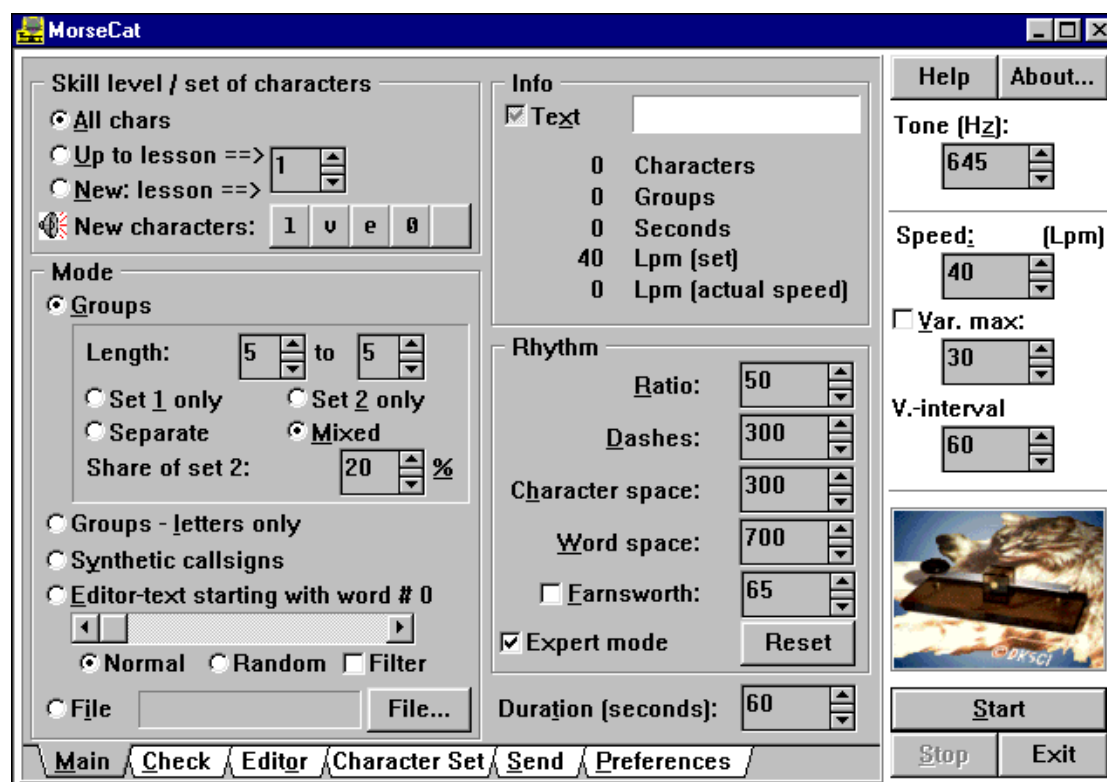 MorseCat
Skill level / set of characters
All chars
Up to lesson ==> 1
New: lesson ==>
New characters: l v e 0
Mode
Groups
Length: 5 to 5
Set 1 only Set 2 only
Separate Mixed
Share of set 2: 20 %
Groups - letters only
Synthetic callsigns
Editor-text starting with word # 0
Normal Random Filter
File File...
Info
Text
0 Characters
0 Groups
0 Seconds
40 Lpm (set)
0 Lpm (actual speed)
Rhythm
Ratio: 50
Dashes: 300
Character space: 300
Word space: 700
Farnsworth: 65
Expert mode Reset
Duration (seconds): 60
Help About...
Tone (Hz):
645
Speed: (Lpm)
40
Var. max:
30
V.-interval
60
©DK5CI
Start
Stop Exit
Main Check Editor Character Set Send Preferences